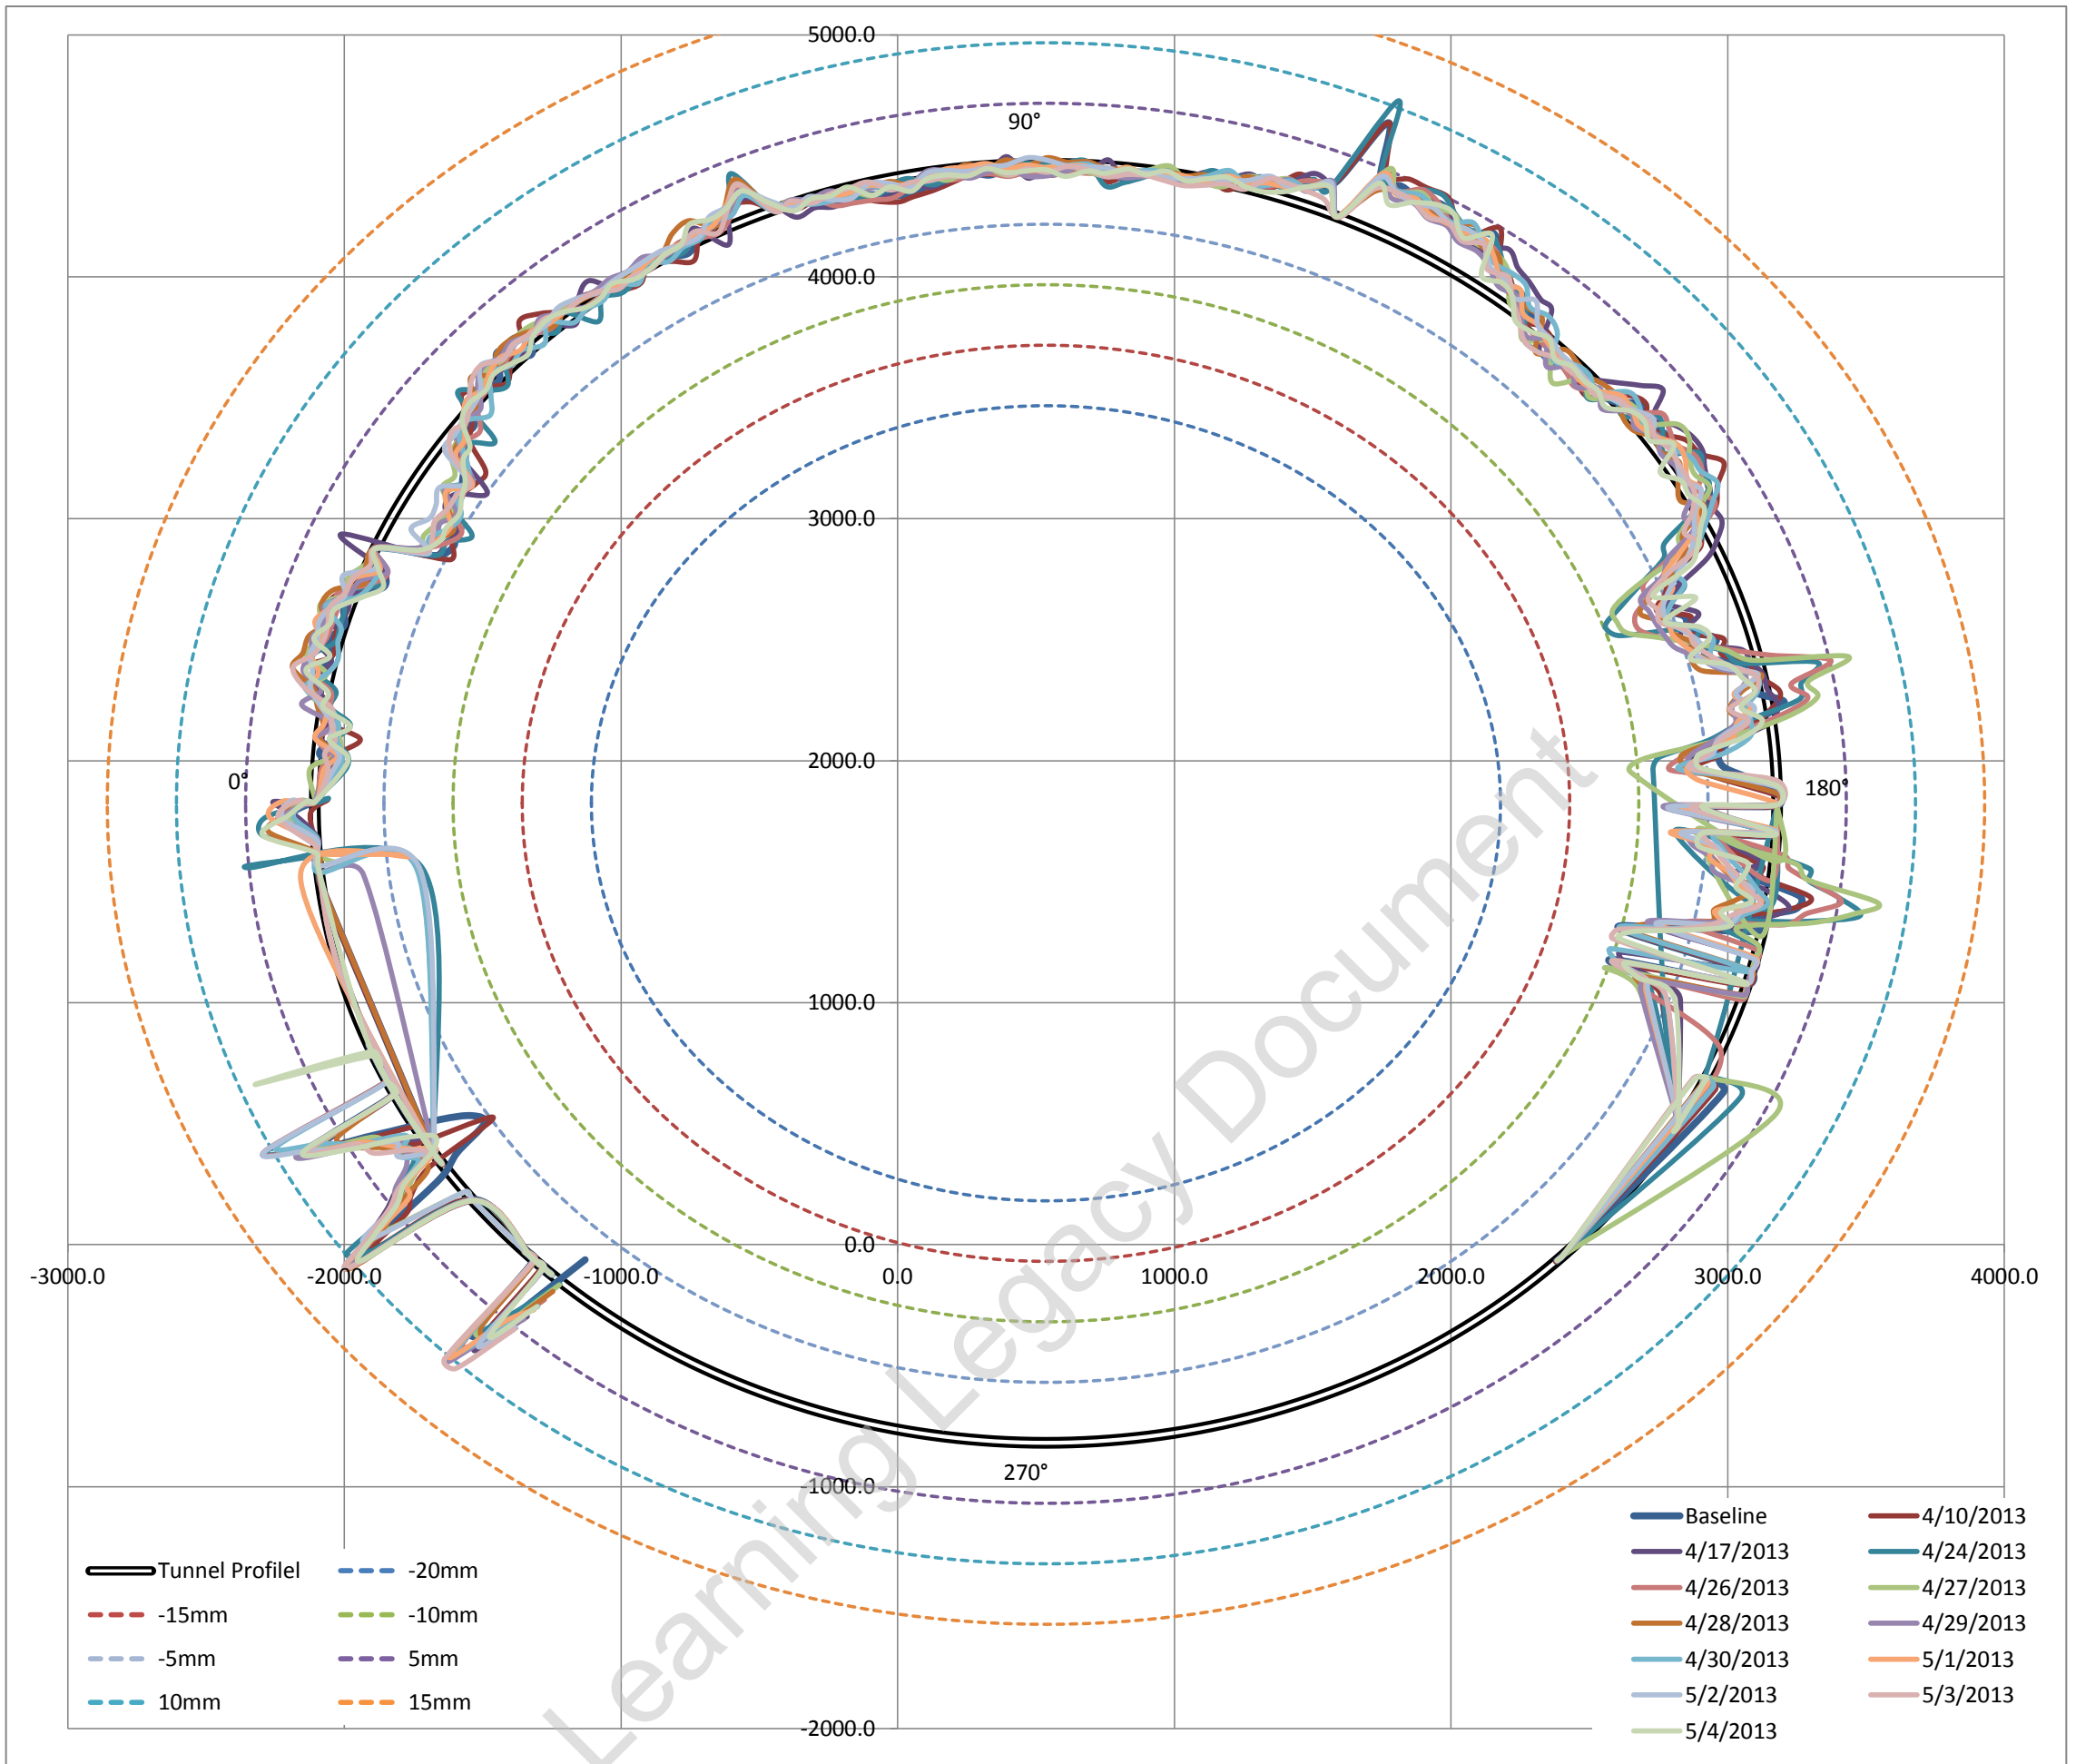 5000.0
90°
4000.0
3000.0
2000.0
0°
180°
1000.0
0.0
-3000.0 -2000.0 -1000.0 0.0 1000.0 2000.0 3000.0 4000.0
270°
-1000.0
-2000.0
Tunnel Profilel -20mm
-15mm -10mm
-5mm 5mm
10mm 15mm
Baseline 4/10/2013
4/17/2013 4/24/2013
4/26/2013 4/27/2013
4/28/2013 4/29/2013
4/30/2013 5/1/2013
5/2/2013 5/3/2013
5/4/2013
Learning Legacy Document